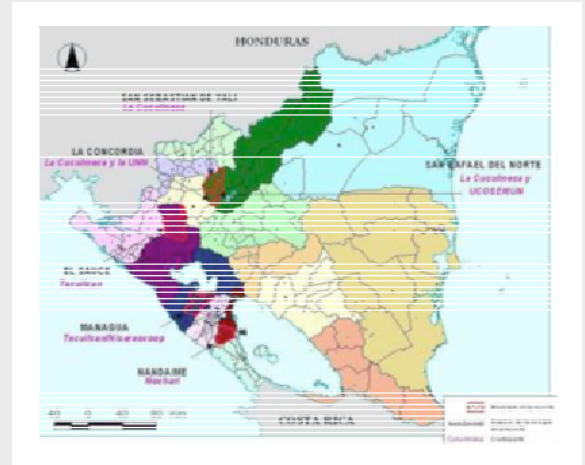 HONDURAS
SAN SEBASTIAN DE YALI
La Cuculmeca
LA CONCORDIA
La Cuculmeca y la UNN
SAN RAFAEL DEL NORTE
La Cuculmeca y
UCOSEMUN
EL SAUCE
Tecuilcan
MANAGUA
NANDAIME
40 0 40 80 Km
COSTA RICA